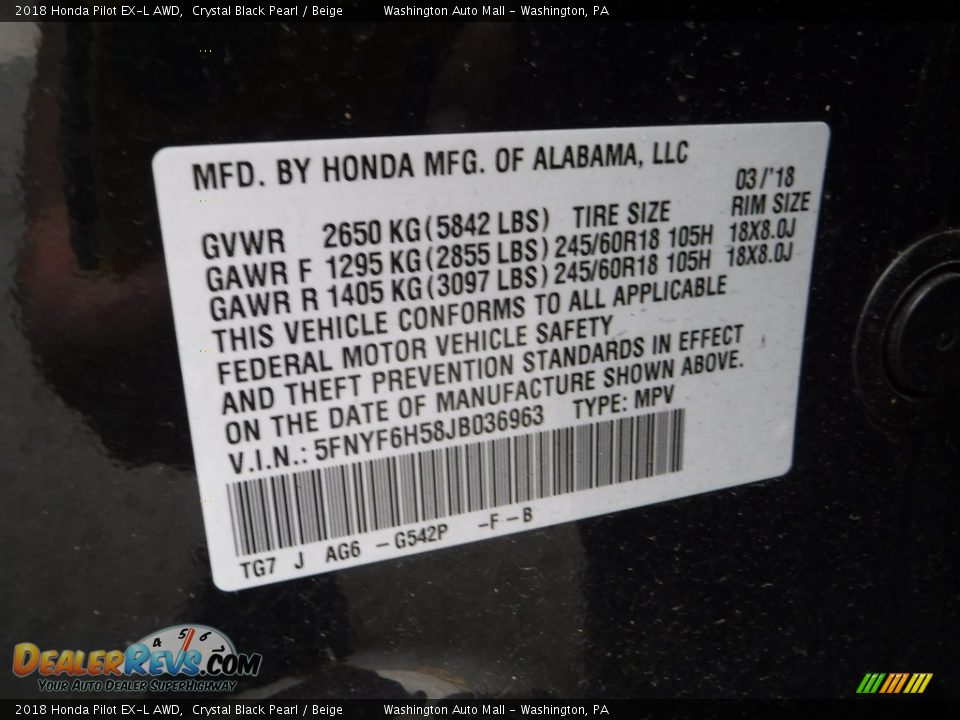 2018 Honda Pilot EX-L AWD, Crystal Black Pearl / Beige Washington Auto Mall - Washington, PA
MFD. BY HONDA MFG. OF ALABAMA, LLC
03/'18
GVWR 2650 KG (5842 LBS) TIRE SIZE RIM SIZE
GAWR F 1295 KG (2855 LBS) 245/60R18 105H 18X8.0J
GAWR R 1405 KG (3097 LBS) 245/60R18 105H 18X8.0J
THIS VEHICLE CONFORMS TO ALL APPLICABLE
FEDERAL MOTOR VEHICLE SAFETY
AND THEFT PREVENTION STANDARDS IN EFFECT
ON THE DATE OF MANUFACTURE SHOWN ABOVE.
V.I.N.: 5FNYF6H58JB036963 TYPE: MPV
TG7 J AG6 -G542P -F-B
4 5 6
DEALERREVS.COM
YOUR AUTO DEALER SUPERHIGHWAY
2018 Honda Pilot EX-L AWD, Crystal Black Pearl / Beige Washington Auto Mall - Washington, PA